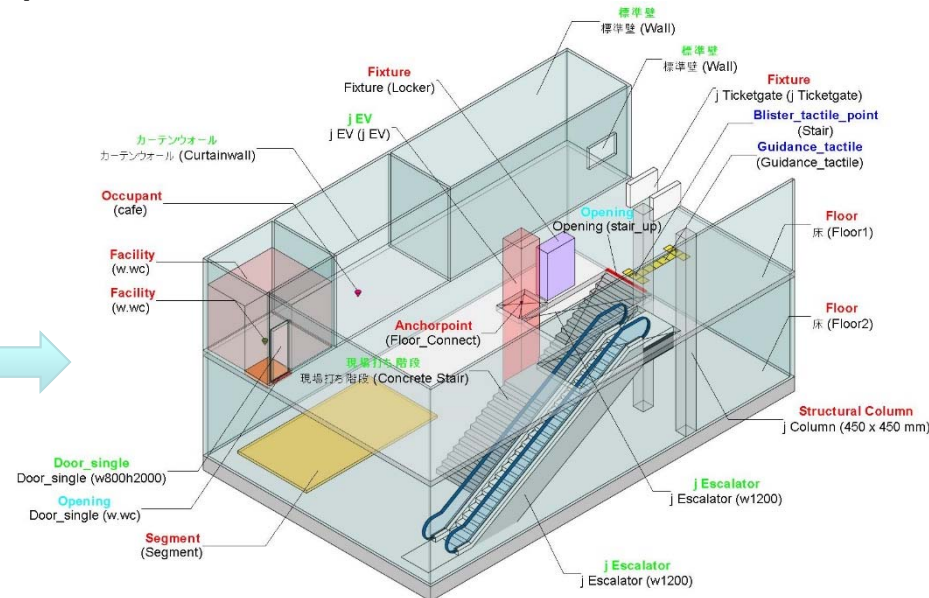 標準壁
標準壁 (Wall)
標準壁
標準壁 (Wall)
Fixture
Fixture (Locker)
Fixture
j Ticketgate (j Ticketgate)
j EV
j EV (j EV)
Blister_tactile_point
(Stair)
Guidance_tactile
(Guidance_tactile)
カーテンウォール
カーテンウォール (Curtainwall)
Occupant
(cafe)
Opening
Opening (stair_up)
Floor
床 (Floor1)
Facility
(w.wc)
Facility
(w.wc)
Anchorpoint
(Floor_Connect)
Floor
床 (Floor2)
現場打ち階段
現場打ち階段 (Concrete Stair)
Structural Column
j Column (450 x 450 mm)
Door_single
Door_single (w800h2000)
Opening
Door_single (w.wc)
j Escalator
j Escalator (w1200)
Segment
(Segment)
j Escalator
j Escalator (w1200)